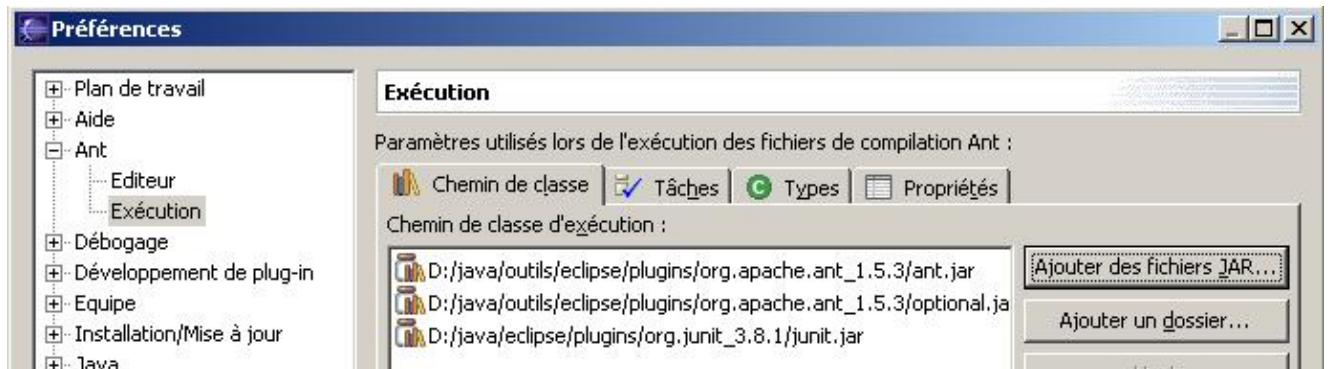 Préférences
Plan de travail
Aide
Ant
Editeur
Exécution
Débogage
Développement de plug-in
Equipe
Installation/Mise à jour
Java
Exécution
Paramètres utilisés lors de l'exécution des fichiers de compilation Ant :
Chemin de classe Tâches Types Propriétés
Chemin de classe d'exécution :
D:/java/outils/eclipse/plugins/org.apache.ant_1.5.3/ant.jar
D:/java/outils/eclipse/plugins/org.apache.ant_1.5.3/optional.ja
D:/java/eclipse/plugins/org.junit_3.8.1/junit.jar
Ajouter des fichiers JAR...
Ajouter un dossier...